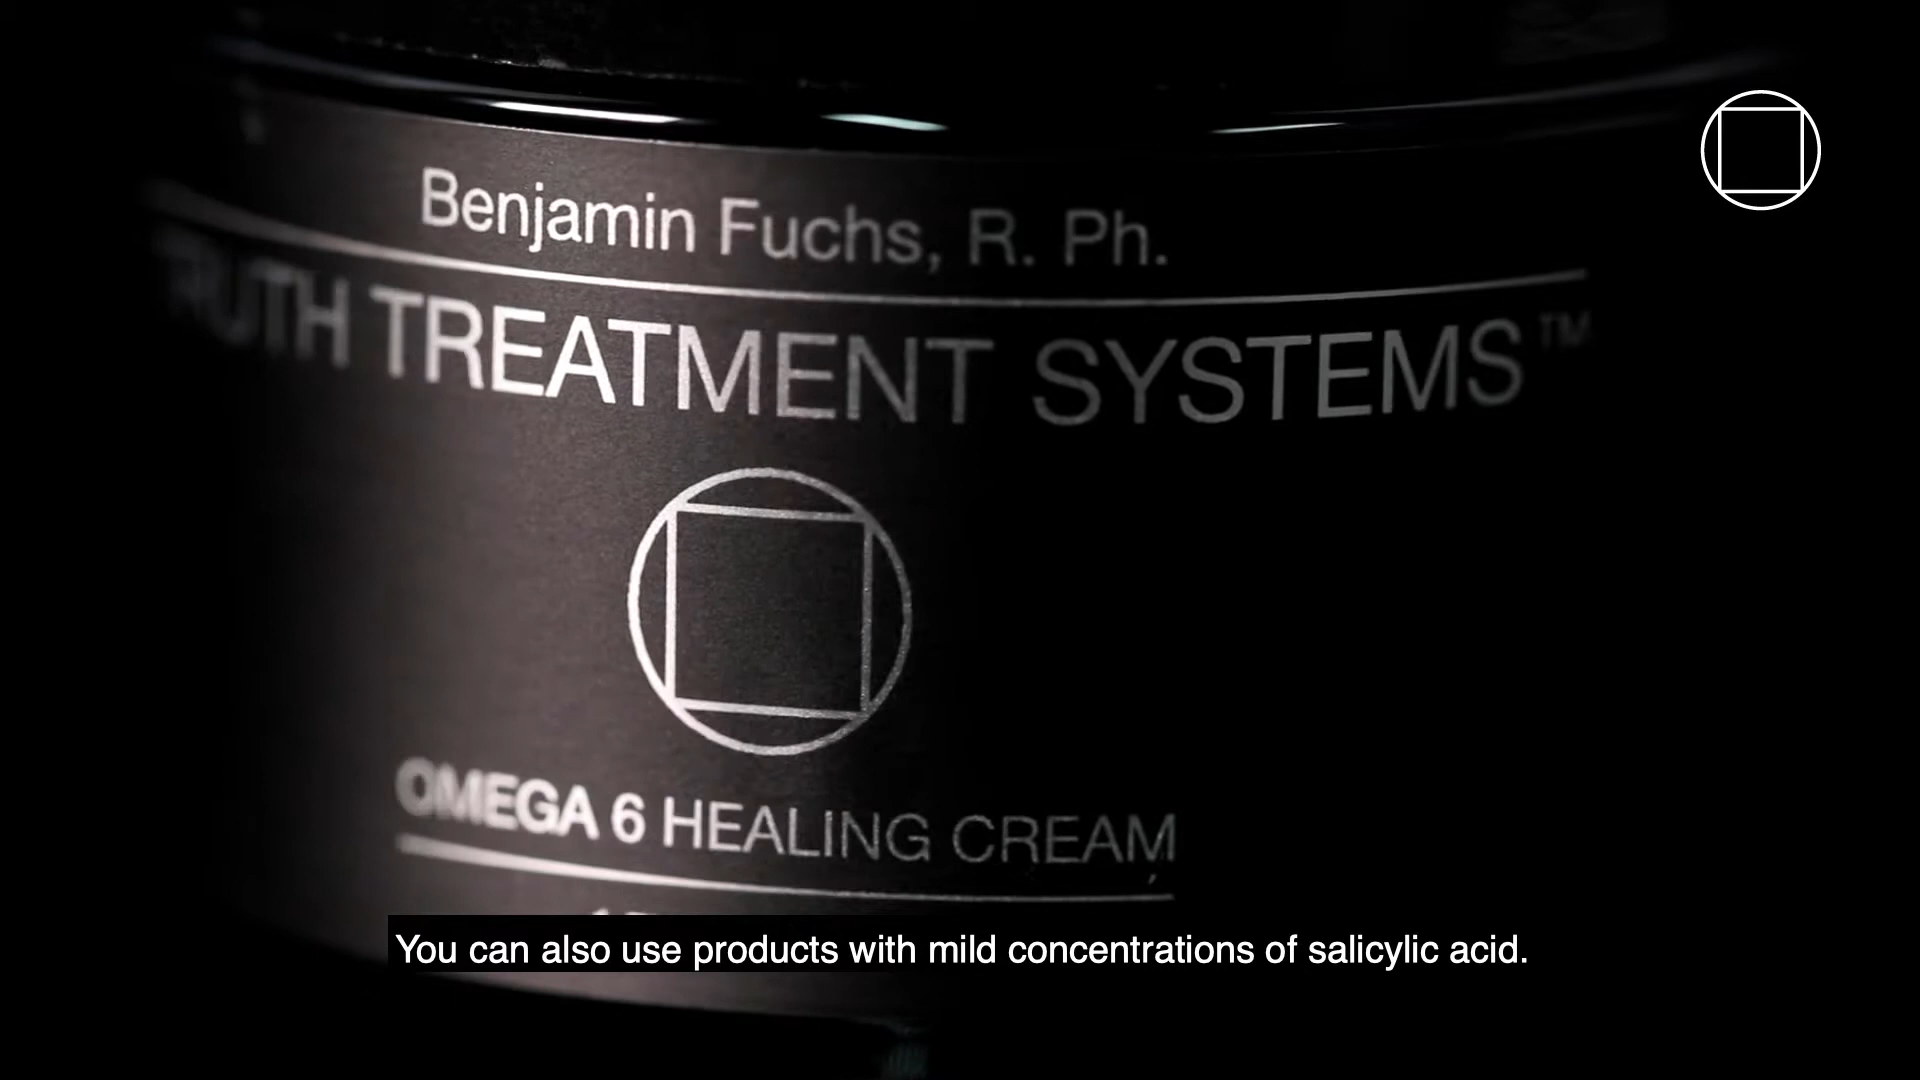 Benjamin Fuchs, R. Ph.
TRUTH TREATMENT SYSTEMS™
OMEGA 6 HEALING CREAM
You can also use products with mild concentrations of salicylic acid.